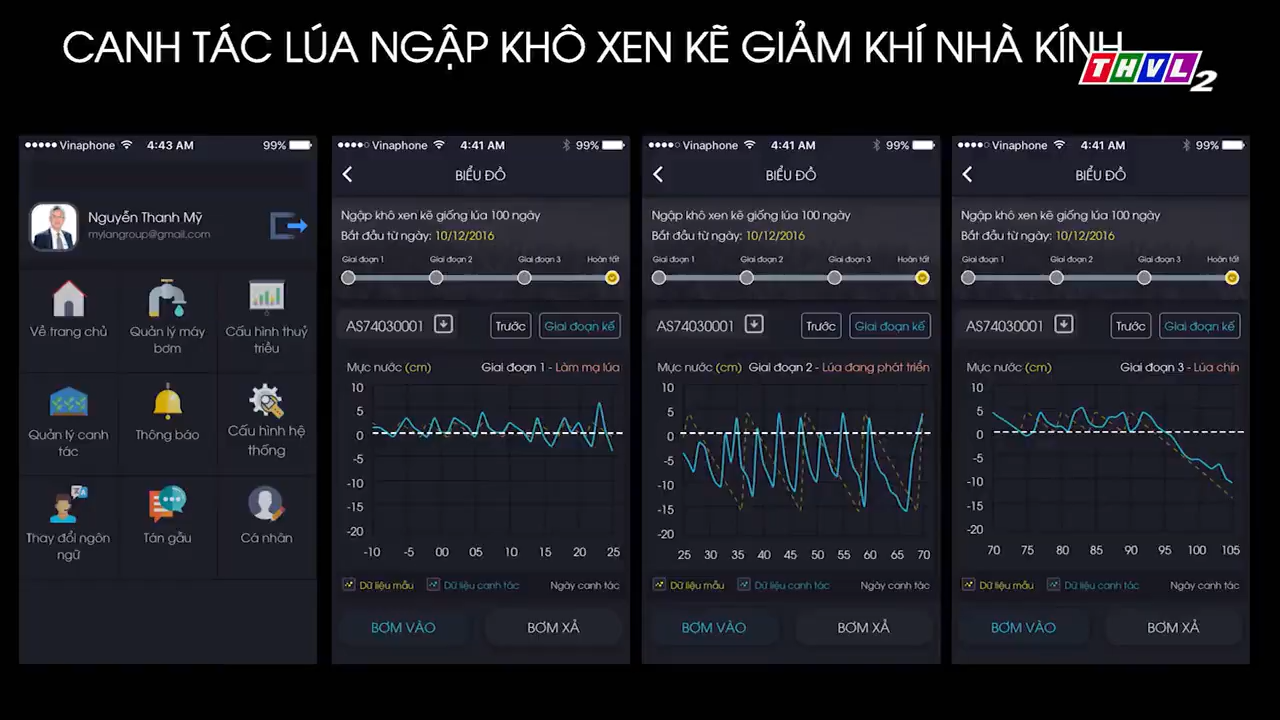 CANH TÁC LÚA NGẬP KHÔ XEN KẼ GIẢM KHÍ NHÀ KÍNH
THVL2
Vinaphone 4:43 AM 99%
Nguyễn Thanh Mỹ
mylangroup@gmail.com
Về trang chủ
Quản lý máy bơm
Cấu hình thuỷ triều
Quản lý canh tác
Thông báo
Cấu hình hệ thống
Thay đổi ngôn ngữ
Tán gẫu
Cá nhân
Vinaphone 4:41 AM 99%
BIỂU ĐỒ
Ngập khô xen kẽ giống lúa 100 ngày
Bắt đầu từ ngày: 10/12/2016
Giai đoạn 1 Giai đoạn 2 Giai đoạn 3 Hoàn tất
AS74030001 Trước Giai đoạn kế
Mực nước (cm) Giai đoạn 1 - Làm mạ lúa
10
5
0
-5
-10
-15
-20
-10 -5 00 05 10 15 20 25
Dữ liệu mẫu Dữ liệu canh tác Ngày canh tác
BƠM VÀO BƠM XẢ
Vinaphone 4:41 AM 99%
BIỂU ĐỒ
Ngập khô xen kẽ giống lúa 100 ngày
Bắt đầu từ ngày: 10/12/2016
Giai đoạn 1 Giai đoạn 2 Giai đoạn 3 Hoàn tất
AS74030001 Trước Giai đoạn kế
Mực nước (cm) Giai đoạn 2 - Lúa đang phát triển
10
5
0
-5
-10
-15
-20
25 30 35 40 45 50 55 60 65 70
Dữ liệu mẫu Dữ liệu canh tác Ngày canh tác
BƠM VÀO BƠM XẢ
Vinaphone 4:41 AM 99%
BIỂU ĐỒ
Ngập khô xen kẽ giống lúa 100 ngày
Bắt đầu từ ngày: 10/12/2016
Giai đoạn 1 Giai đoạn 2 Giai đoạn 3 Hoàn tất
AS74030001 Trước Giai đoạn kế
Mực nước (cm) Giai đoạn 3 - Lúa chín
10
5
0
-5
-10
-15
-20
70 75 80 85 90 95 100 105
Dữ liệu mẫu Dữ liệu canh tác Ngày canh tác
BƠM VÀO BƠM XẢ